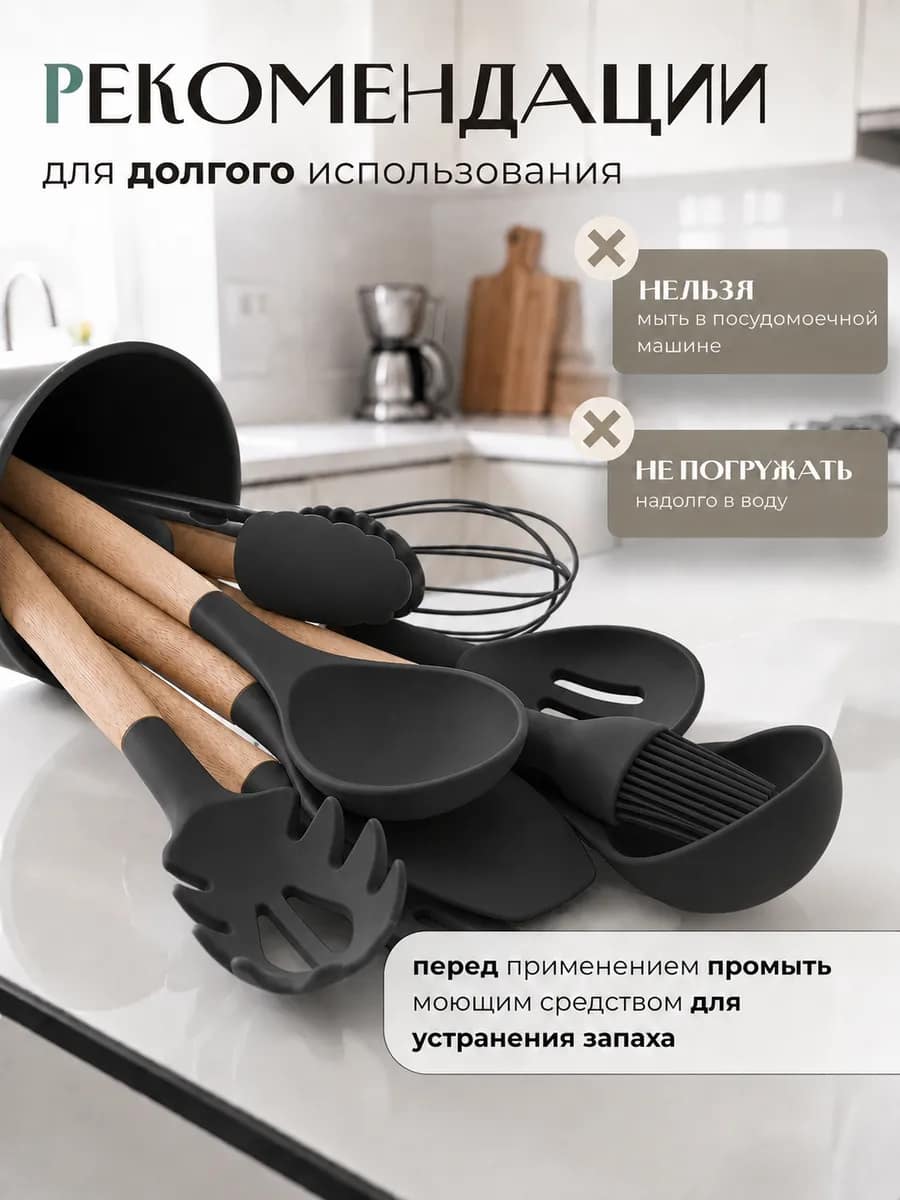 РЕКОМЕНДАЦИИ
для долгого использования
НЕЛЬЗЯ
мыть в посудомоечной
машине
НЕ ПОГРУЖАТЬ
надолго в воду
перед применением промыть
моющим средством для
устранения запаха